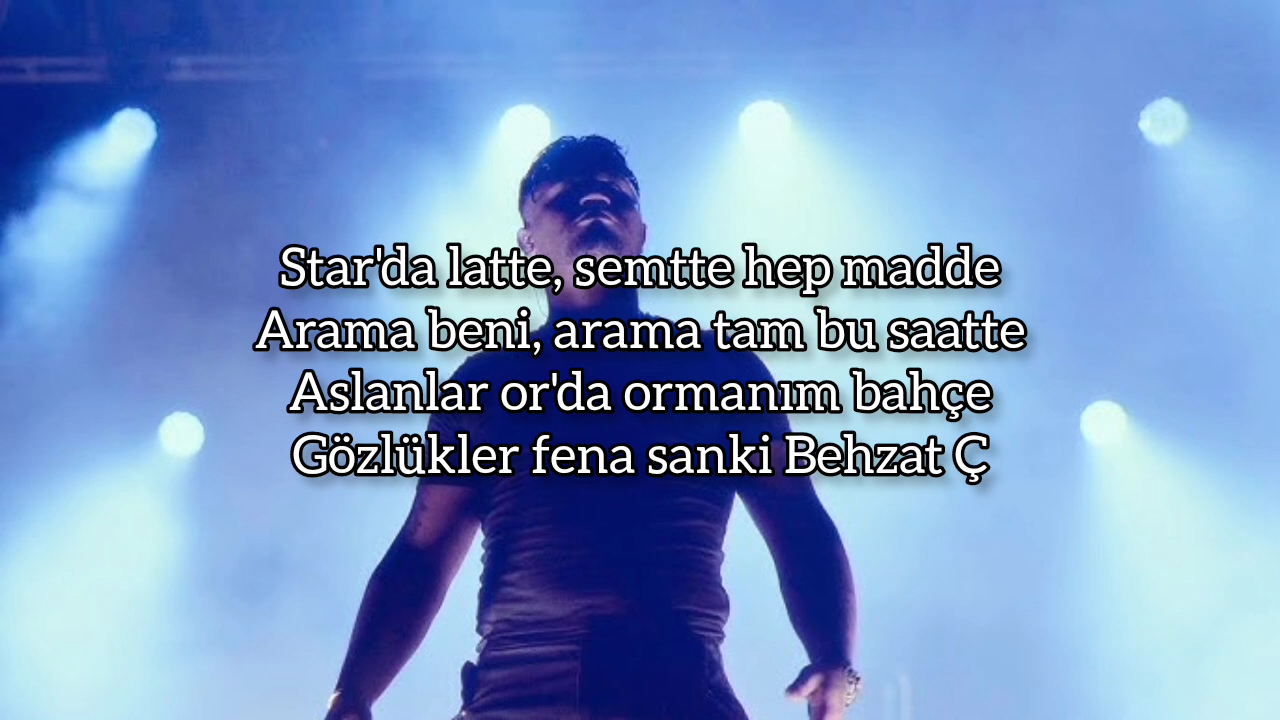 Star'da latte, semtte hep madde
Arama beni, arama tam bu saatte
Aslanlar or'da ormanım bahçe
Gözlükler fena sanki Behzat Ç